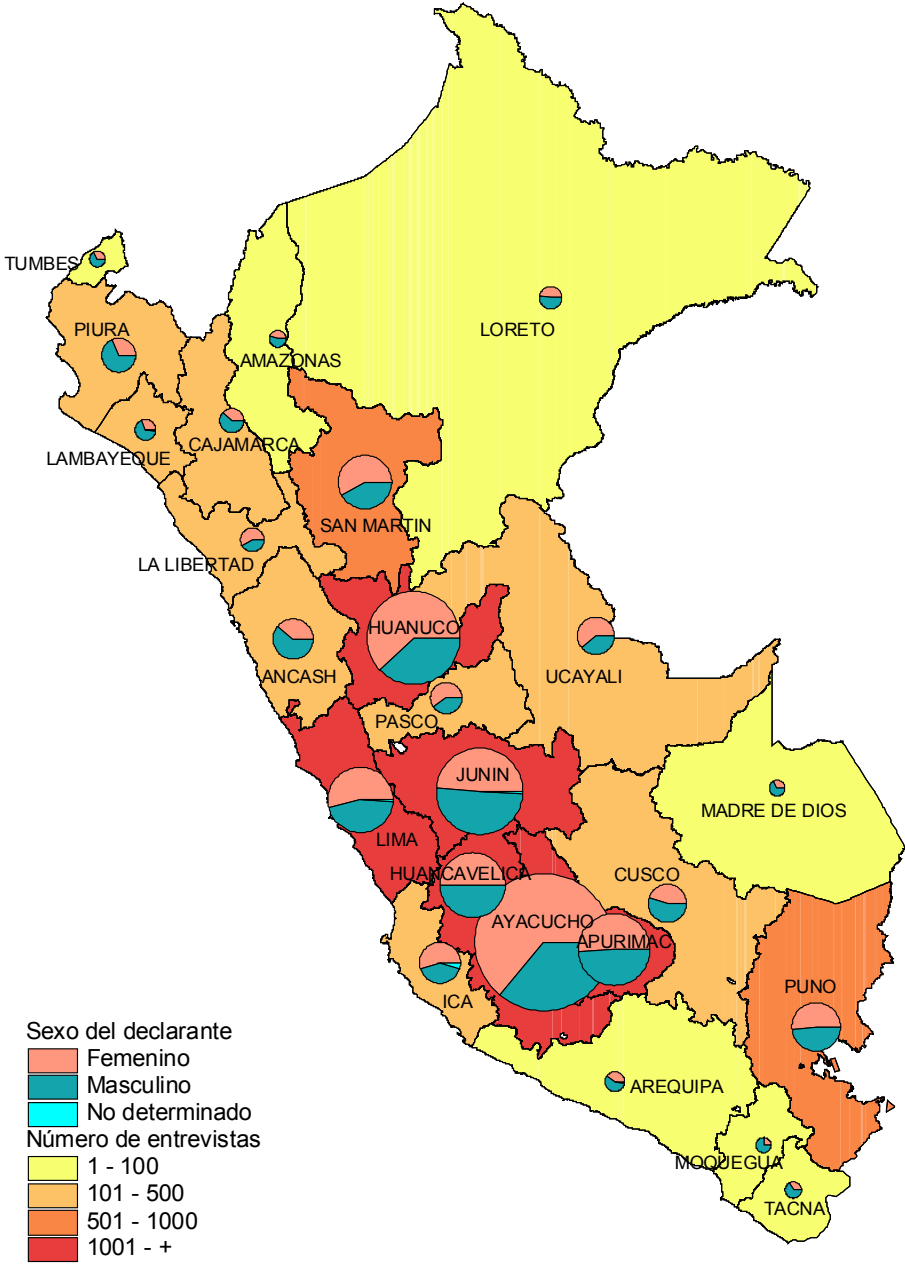 TUMBES
PIURA
LORETO
AMAZONAS
CAJAMARCA
LAMBAYEQUE
SAN MARTIN
LA LIBERTAD
HUANUCO
ANCASH
UCAYALI
PASCO
JUNIN
MADRE DE DIOS
LIMA
HUANCAVELICA
CUSCO
AYACUCHO
APURIMAC
PUNO
ICA
Sexo del declarante
Femenino
Masculino
No determinado
Número de entrevistas
1 - 100
101 - 500
501 - 1000
1001 - +
AREQUIPA
MOQUEGUA
TACNA